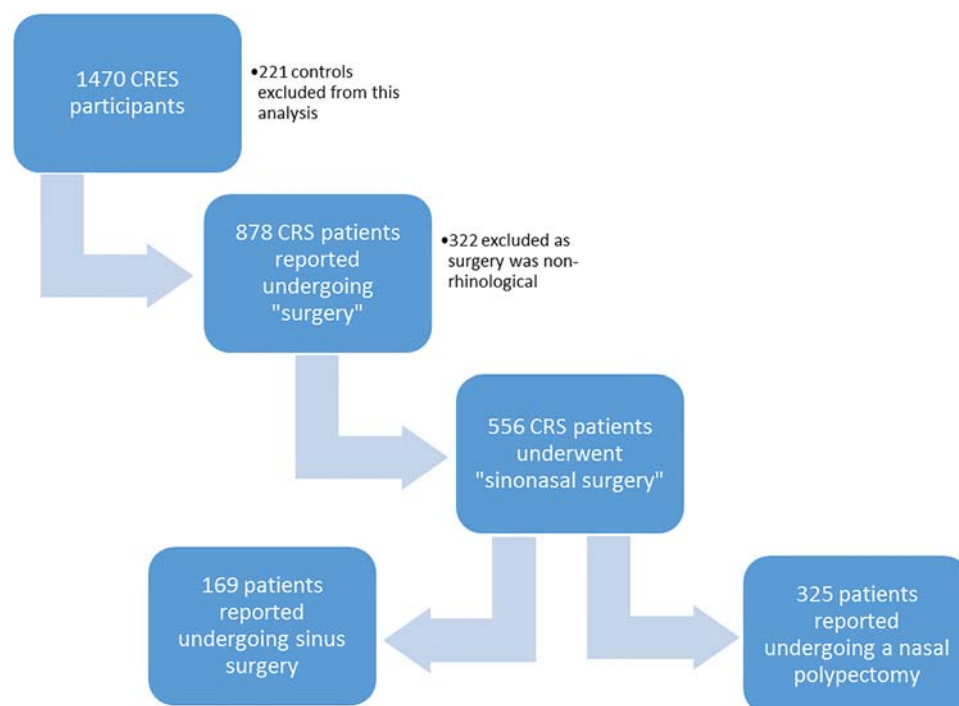 1470 CRES
participants
•221 controls
excluded from this
analysis
878 CRS patients
reported
undergoing
"surgery"
•322 excluded as
surgery was non-
rhinological
556 CRS patients
underwent
"sinonasal surgery"
169 patients
reported
undergoing sinus
surgery
325 patients
reported
undergoing a nasal
polypectomy